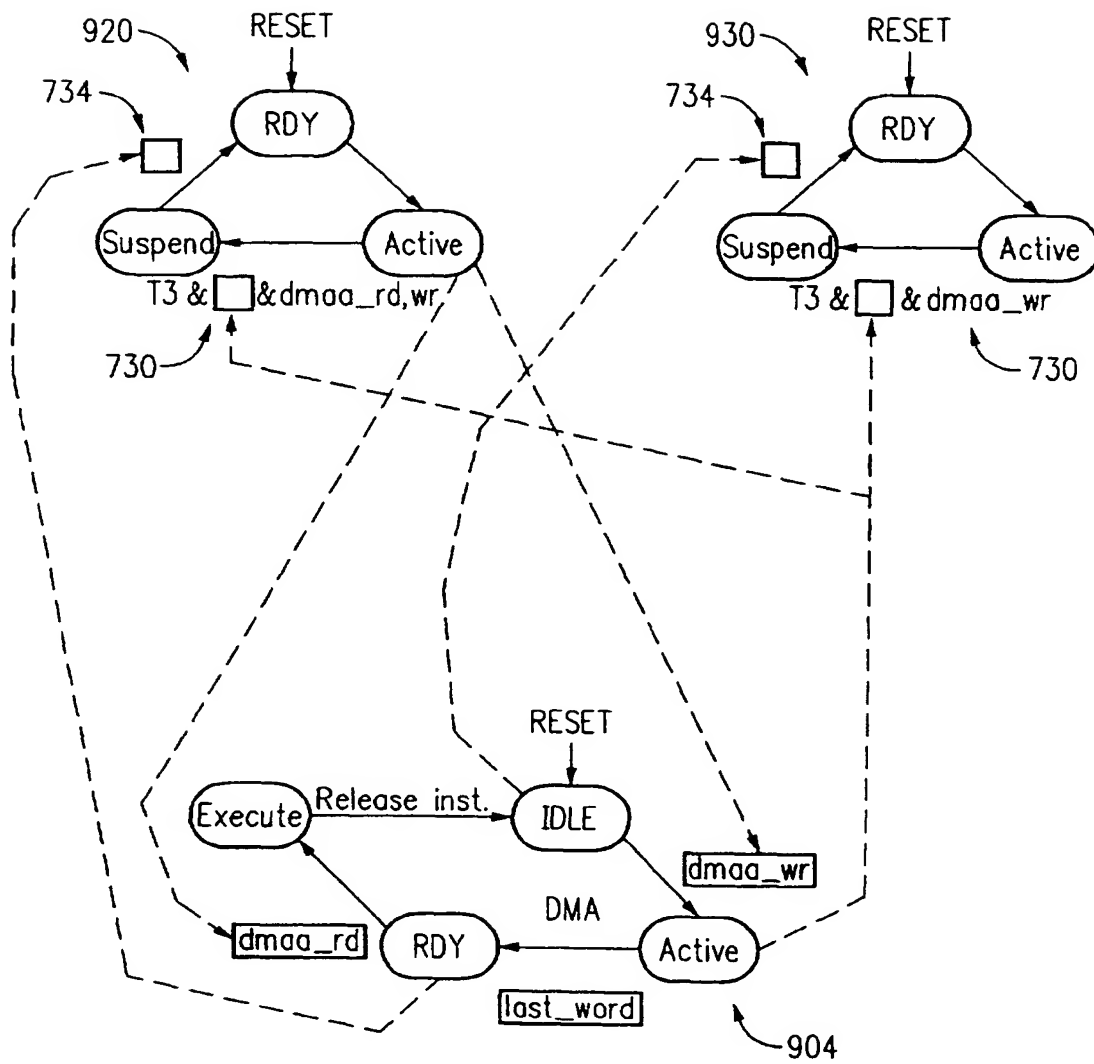 920
RESET
930
RESET
734
734
RDY
RDY
Suspend
Active
Suspend
Active
T3 & & dmaa_rd,wr
T3 & & dmaa_wr
730
730
RESET
Execute
Release inst.
IDLE
dmaa_wr
DMA
dmaa_rd
RDY
Active
last_word
904